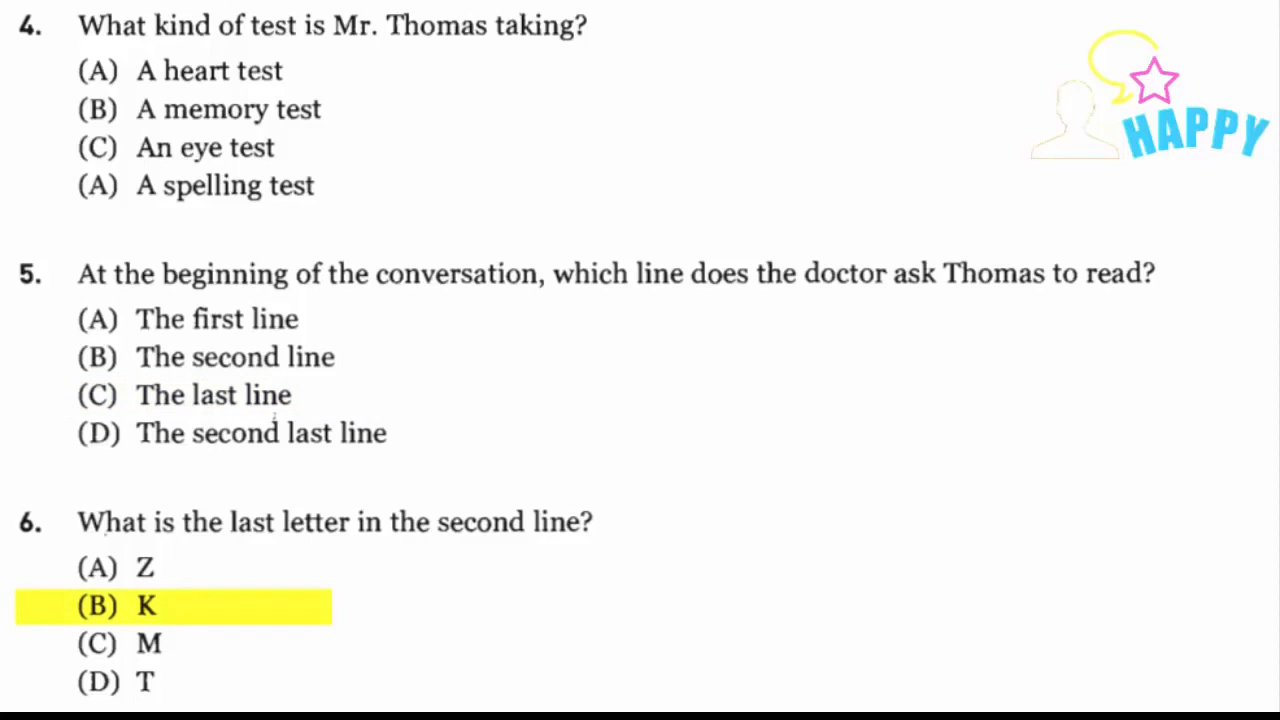 4. What kind of test is Mr. Thomas taking?
(A) A heart test
(B) A memory test
(C) An eye test
(A) A spelling test
HAPPY
5. At the beginning of the conversation, which line does the doctor ask Thomas to read?
(A) The first line
(B) The second line
(C) The last line
(D) The second last line
6. What is the last letter in the second line?
(A) Z
(B) K
(C) M
(D) T